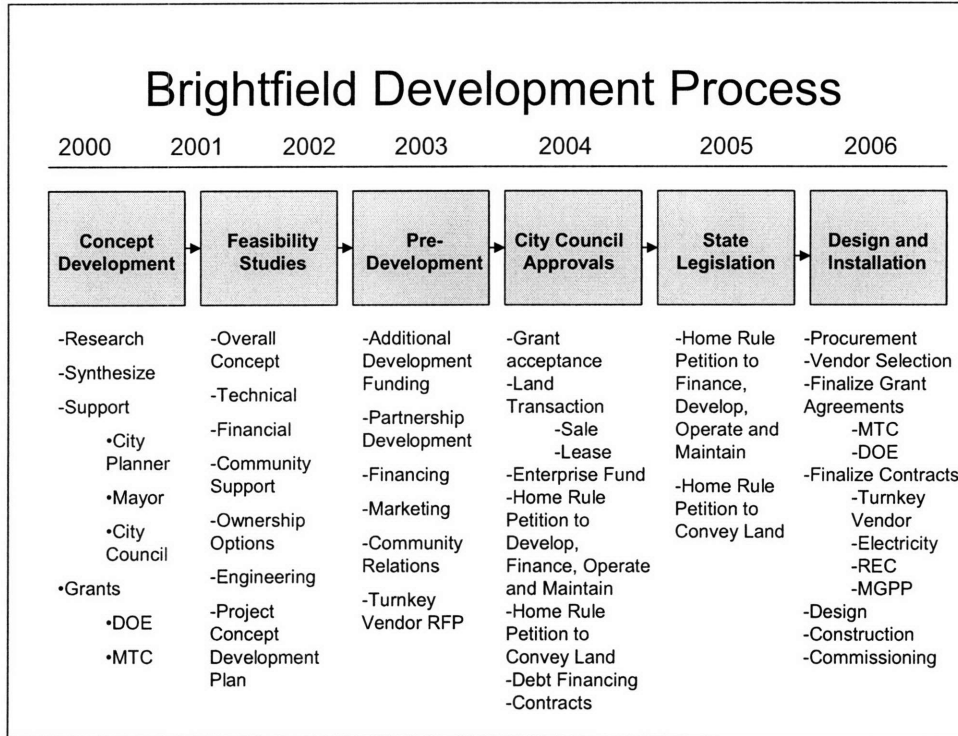 Brightfield Development Process
2000 2001 2002 2003 2004 2005 2006
Concept
Development
Feasibility
Studies
Pre-
Development
City Council
Approvals
State
Legislation
Design and
Installation
-Research
-Synthesize
-Support
•City
Planner
•Mayor
•City
Council
•Grants
•DOE
•MTC
-Overall
Concept
-Technical
-Financial
-Community
Support
-Ownership
Options
-Engineering
-Project
Concept
Development
Plan
-Additional
Development
Funding
-Partnership
Development
-Financing
-Marketing
-Community
Relations
-Turnkey
Vendor RFP
-Grant
acceptance
-Land
Transaction
-Sale
-Lease
-Enterprise Fund
-Home Rule
Petition to
Develop,
Finance, Operate
and Maintain
-Home Rule
Petition to
Convey Land
-Debt Financing
-Contracts
-Home Rule
Petition to
Finance,
Develop,
Operate and
Maintain
-Home Rule
Petition to
Convey Land
-Procurement
-Vendor Selection
-Finalize Grant
Agreements
-MTC
-DOE
-Finalize Contracts
-Turnkey
Vendor
-Electricity
-REC
-MGPP
-Design
-Construction
-Commissioning